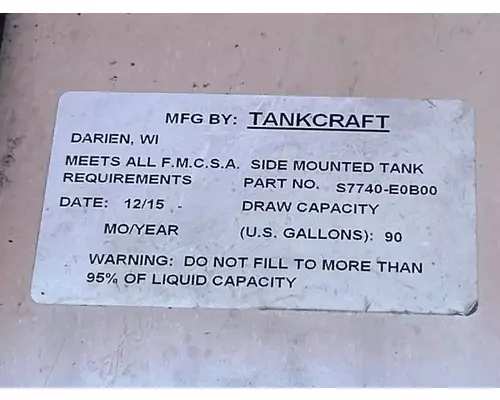 MFG BY: TANKCRAFT
DARIEN, WI
MEETS ALL F.M.C.S.A. SIDE MOUNTED TANK
REQUIREMENTS PART NO. S7740-E0B00
DATE: 12/15 - DRAW CAPACITY
MO/YEAR (U.S. GALLONS): 90
WARNING: DO NOT FILL TO MORE THAN
95% OF LIQUID CAPACITY